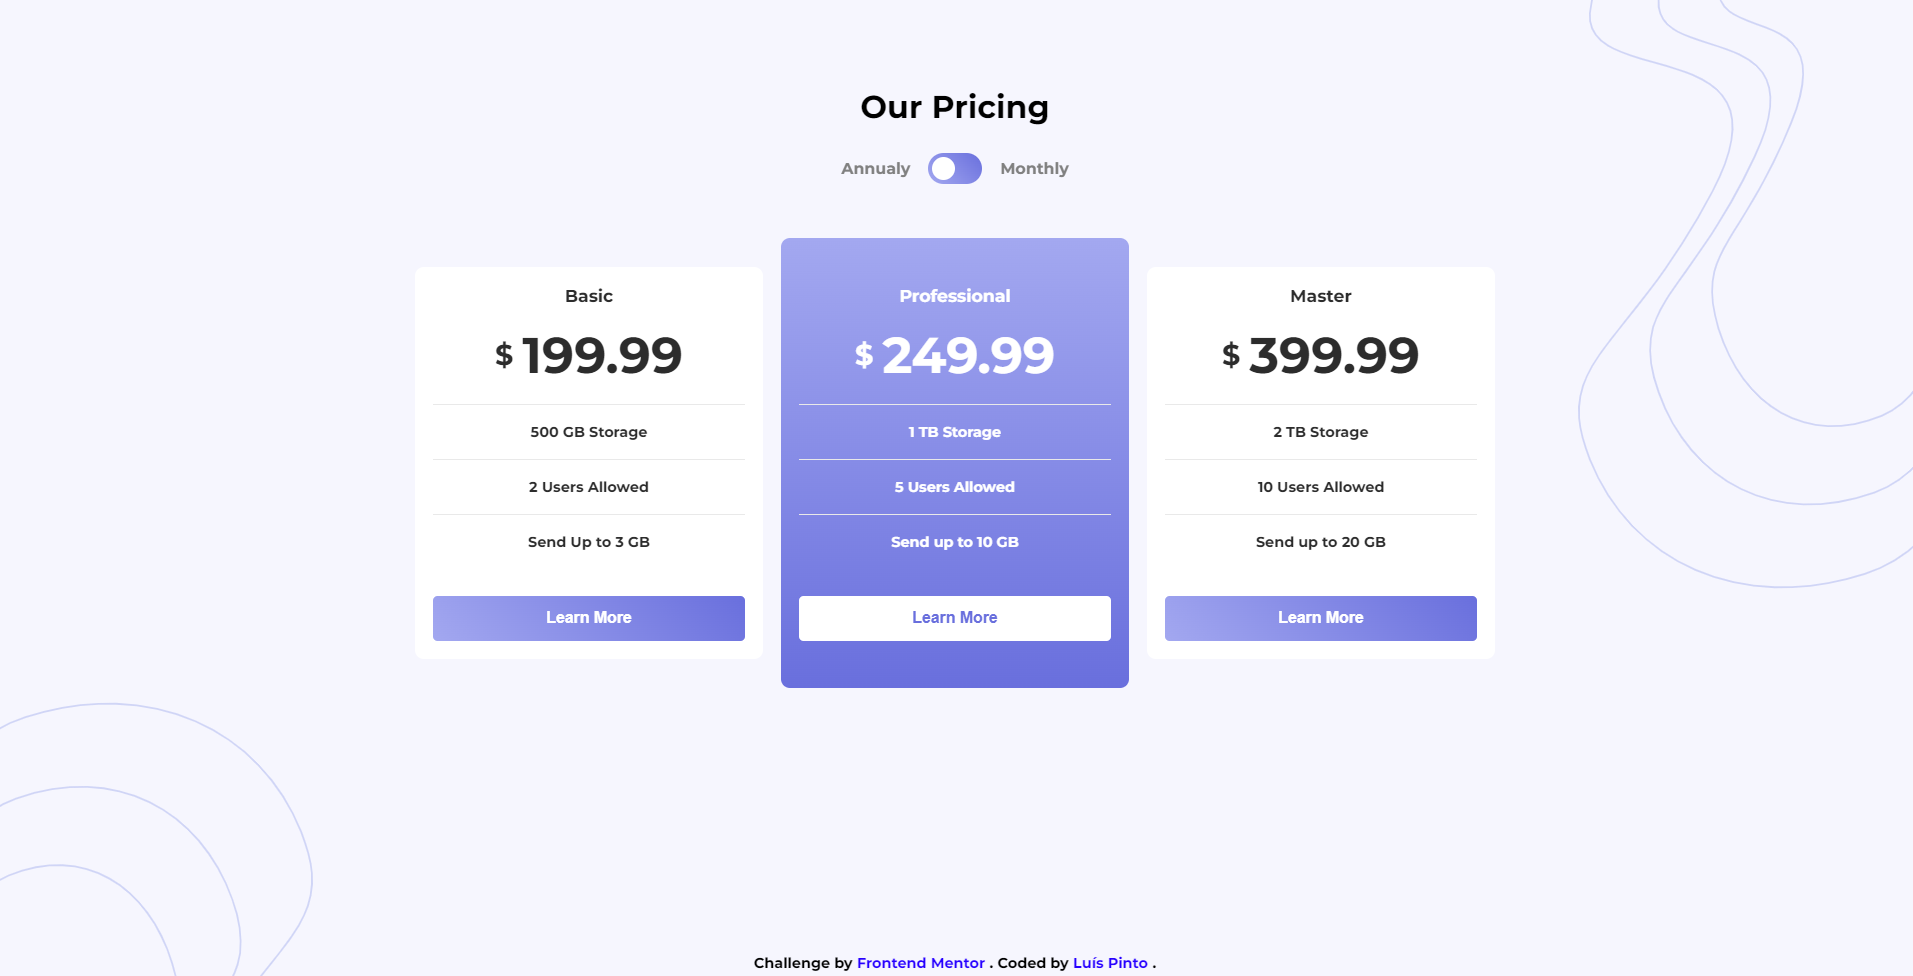 Our Pricing
Annualy Monthly
Basic
$ 199.99
500 GB Storage
2 Users Allowed
Send Up to 3 GB
Learn More
Professional
$ 249.99
1 TB Storage
5 Users Allowed
Send up to 10 GB
Learn More
Master
$ 399.99
2 TB Storage
10 Users Allowed
Send up to 20 GB
Learn More
Challenge by Frontend Mentor . Coded by Luís Pinto .